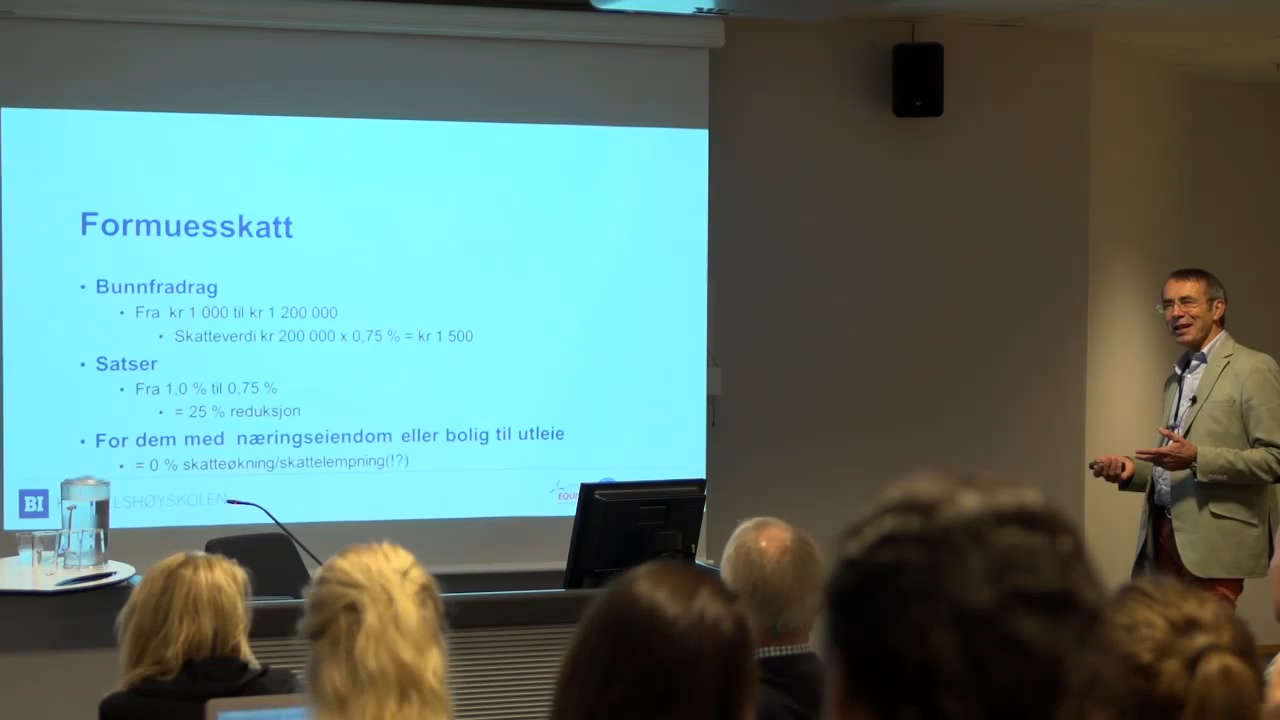 Formuesskatt
• Bunnfradrag
• Fra kr 1 000 til kr 1 200 000
• Skatteverdi kr 200 000 x 0,75 % = kr 1 500
• Satser
• Fra 1,0 % til 0,75 %
• = 25 % reduksjon
• For dem med næringseiendom eller bolig til utleie
• = 0 % skatteøkning/skattelempning(!?)
BI
LSHØYSKOLEN
EQUI